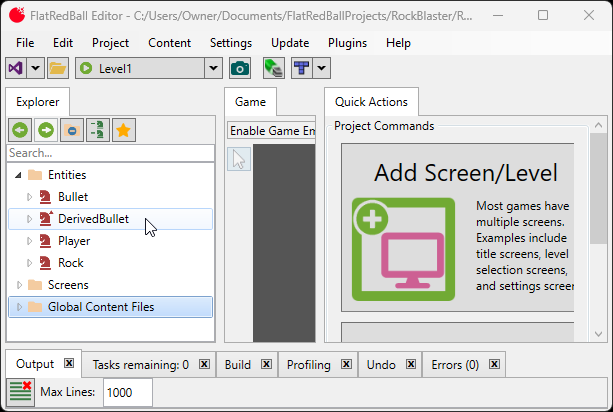 FlatRedBall Editor - C:/Users/Owner/Documents/FlatRedBallProjects/RockBlaster/R...
File Edit Project Content Settings Update Plugins Help
Level1
Explorer
Search...
Entities
Bullet
DerivedBullet
Player
Rock
Screens
Global Content Files
Game
Enable Game Em
Quick Actions
Project Commands
Add Screen/Level
Most games have
multiple screens.
Examples include
title screens, level
selection screens,
and settings screen
Output Tasks remaining: 0 Build Profiling Undo Errors (0)
Max Lines: 1000